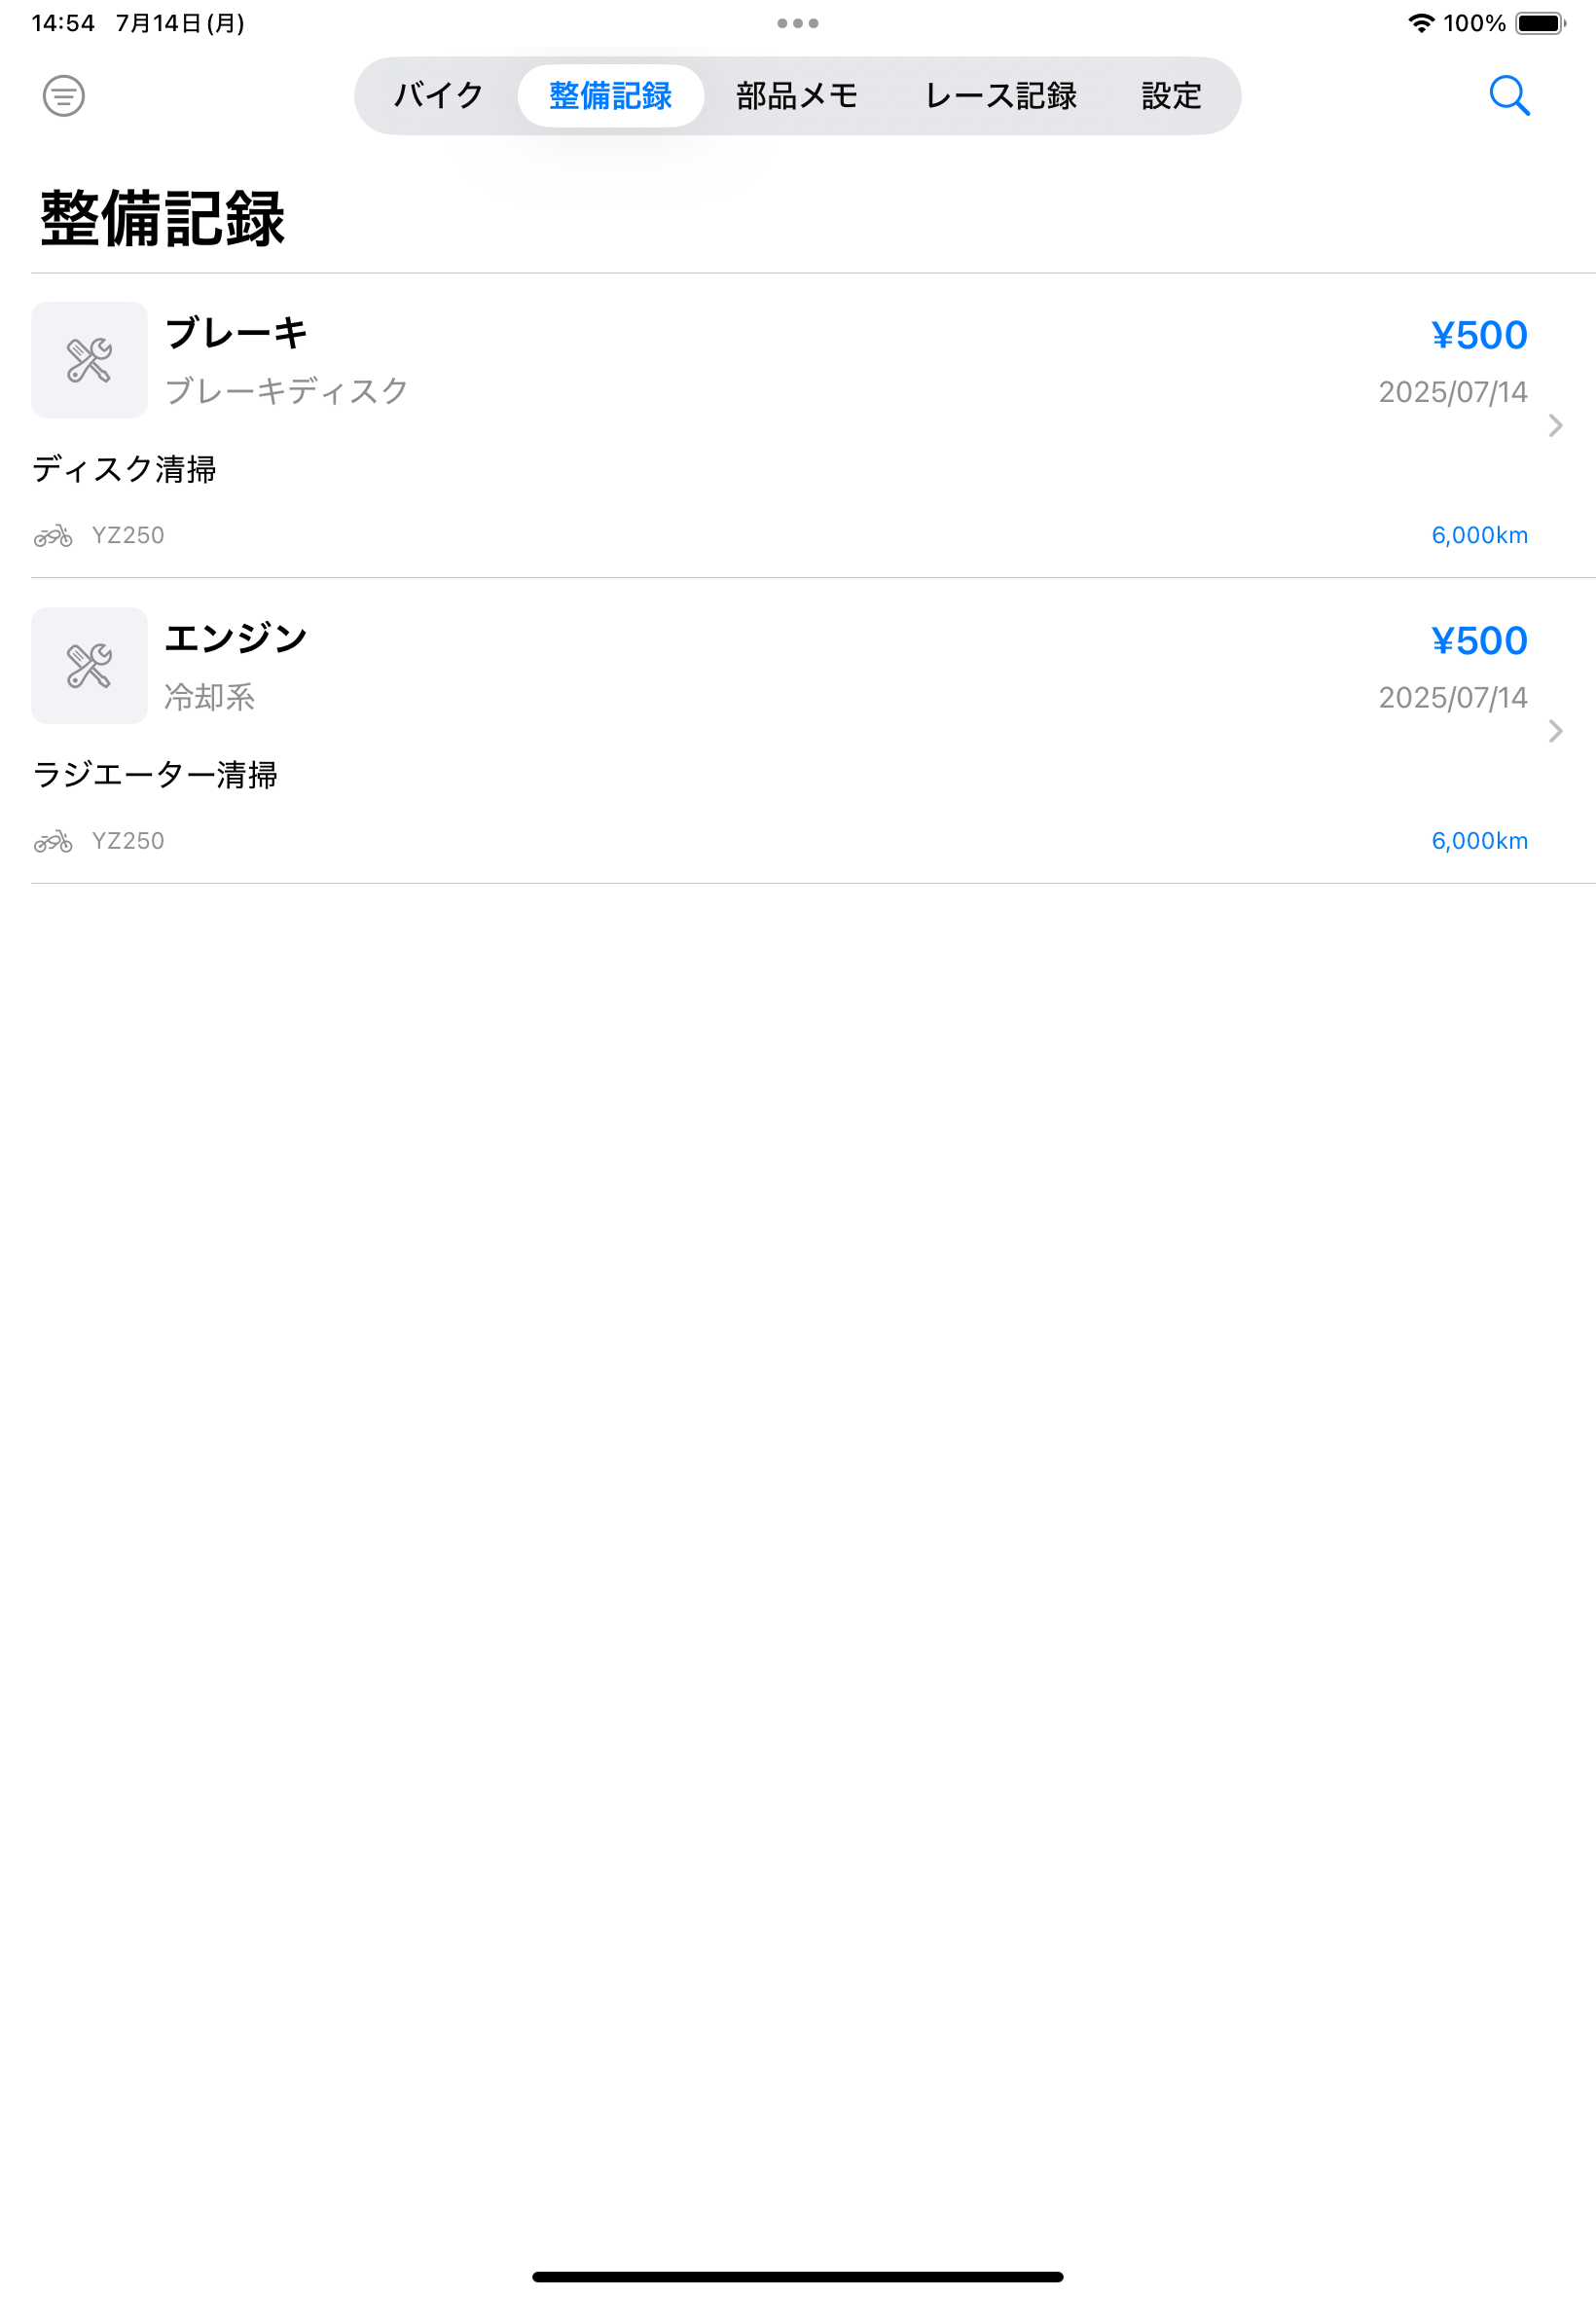 14:54 7月14日(月) 100%
バイク 整備記録 部品メモ レース記録 設定
整備記録
ブレーキ ¥500
ブレーキディスク 2025/07/14
ディスク清掃
YZ250 6,000km
エンジン ¥500
冷却系 2025/07/14
ラジエーター清掃
YZ250 6,000km